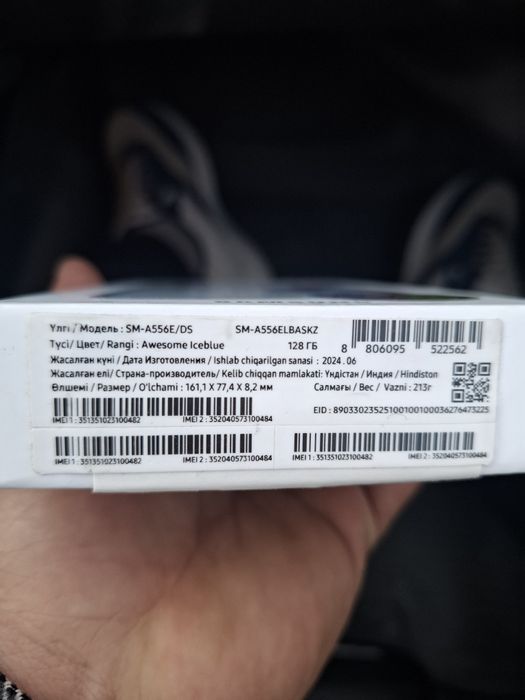 Үлгі / Модель : SM-A556E/DS SM-A556ELBASKZ
Түсі / Цвет / Rangi : Awesome Iceblue 128 ГБ
8 806095 522562
Жасалған күні / Дата Изготовления / Ishlab chiqarilgan sanasi : 2024 . 06
Жасалған елі / Страна-производитель/ Kelib chiqqan mamlakati: Үндістан / Индия / Hindiston
Өлшемі / Размер / O'lchami : 161,1 X 77,4 X 8,2 мм Салмағы / Вес / Vazni : 213г
EID : 89033023525100100100036276473225
IMEI 1 : 351351023100482 IMEI 2 : 352040573100484
IMEI 1 : 351351023100482 IMEI 2 : 352040573100484
IMEI 1 : 351351023100482 IMEI 2 : 352040573100484